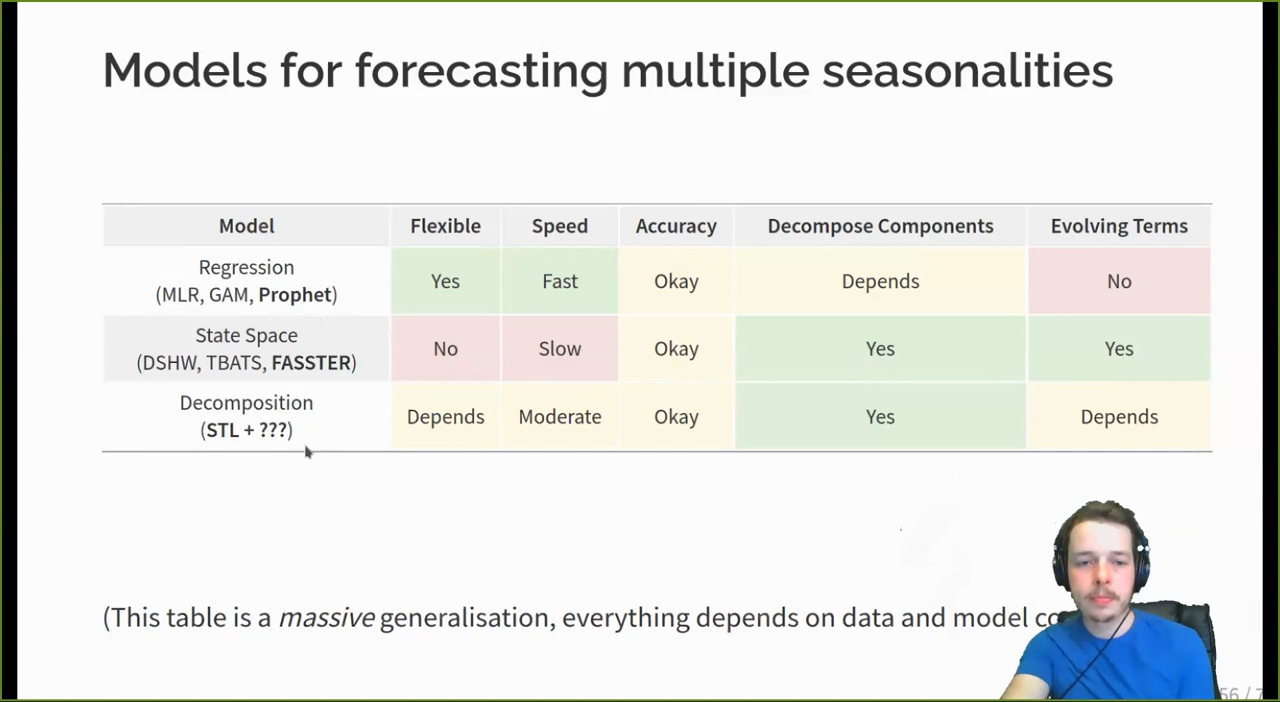 Models for forecasting multiple seasonalities
Model Flexible Speed Accuracy Decompose Components Evolving Terms
Regression
(MLR, GAM, Prophet) Yes Fast Okay Depends No
State Space
(DSHW, TBATS, FASSTER) No Slow Okay Yes Yes
Decomposition
(STL + ???) Depends Moderate Okay Yes Depends
(This table is a massive generalisation, everything depends on data and model
56 /